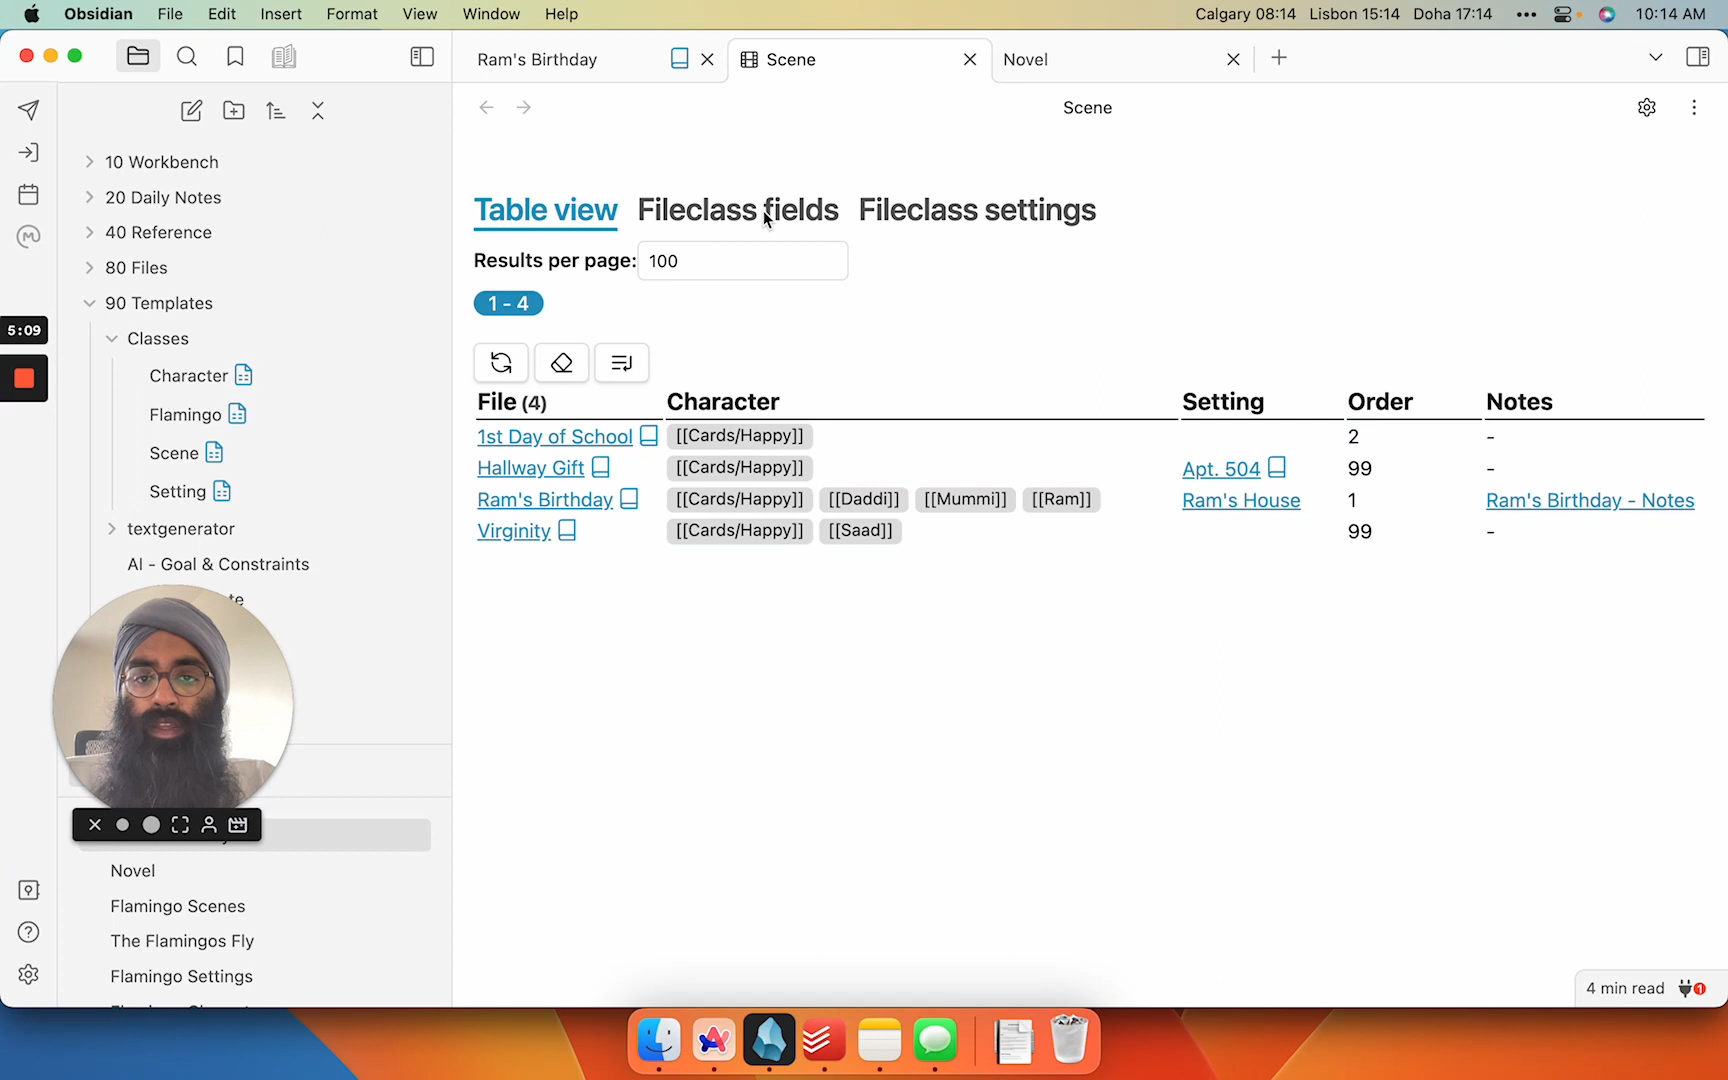 Obsidian File Edit Insert Format View Window Help Calgary 08:14 Lisbon 15:14 Doha 17:14 10:14 AM
Ram's Birthday Scene Novel
Scene
10 Workbench
20 Daily Notes
40 Reference
80 Files
90 Templates
Classes
Character
Flamingo
Scene
Setting
textgenerator
AI - Goal & Constraints
5:09
Novel
Flamingo Scenes
The Flamingos Fly
Flamingo Settings
Table view Fileclass fields Fileclass settings
Results per page: 100
1 - 4
File (4) Character Setting Order Notes
1st Day of School [[Cards/Happy]] 2 -
Hallway Gift [[Cards/Happy]] Apt. 504 99 -
Ram's Birthday [[Cards/Happy]] [[Daddi]] [[Mummi]] [[Ram]] Ram's House 1 Ram's Birthday - Notes
Virginity [[Cards/Happy]] [[Saad]] 99 -
4 min read 1